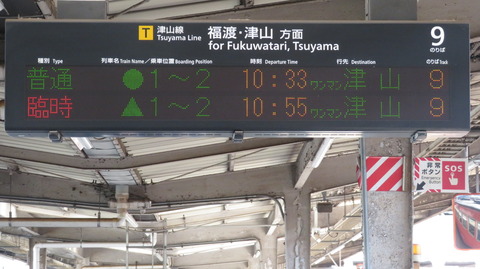 T 津山線 Tsuyama Line 福渡・津山 方面 for Fukuwatari, Tsuyama 9 のりば
種別 Type 列車名 Train Name／乗車位置 Boarding Position 時刻 Departure Time 行先 Destination のりば Track
普通 ●1～2 10:33 ワンマン 津山 9
臨時 ▲1～2 10:55 ワンマン 津山 9
非常ボタン Emergency Button SOS